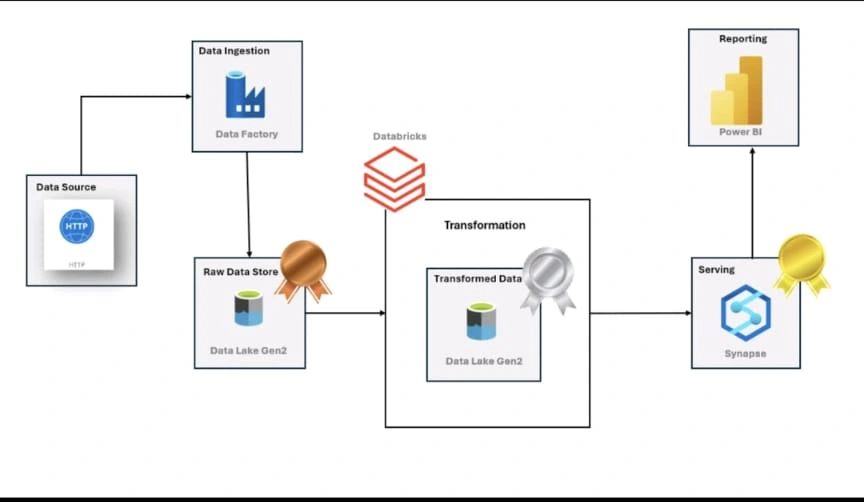 Data Ingestion
Data Factory
Data Source
HTTP
HTTP
Raw Data Store
Data Lake Gen2
Databricks
Transformation
Transformed Data
Data Lake Gen2
Serving
Synapse
Reporting
Power BI